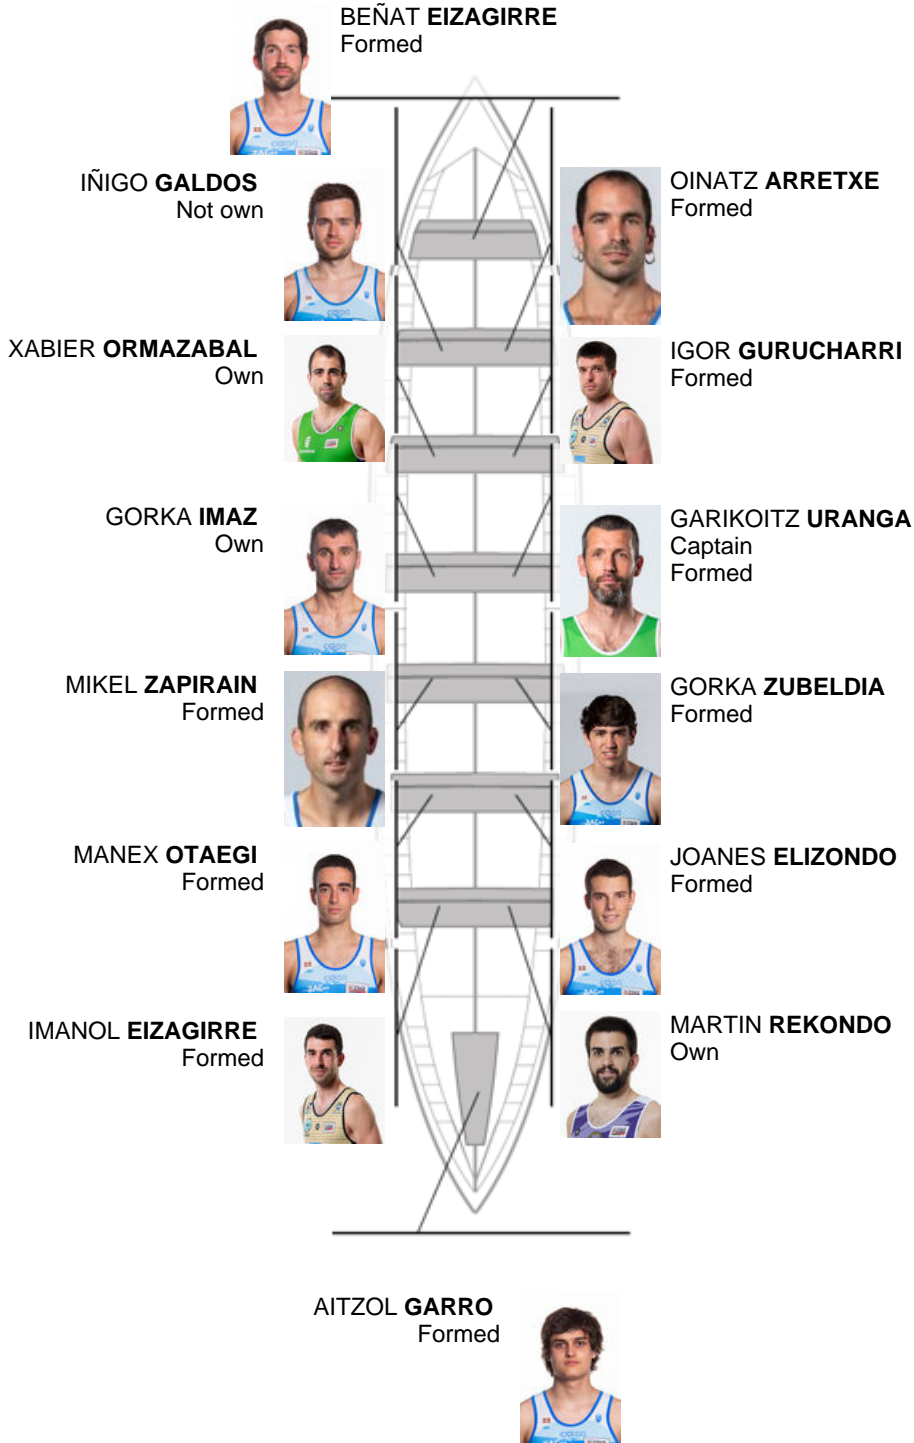 BEÑAT EIZAGIRRE
Formed
IÑIGO GALDOS
Not own
OINATZ ARRETXE
Formed
XABIER ORMAZABAL
Own
IGOR GURUCHARRI
Formed
GORKA IMAZ
Own
GARIKOITZ URANGA
Captain
Formed
MIKEL ZAPIRAIN
Formed
GORKA ZUBELDIA
Formed
MANEX OTAEGI
Formed
JOANES ELIZONDO
Formed
IMANOL EIZAGIRRE
Formed
MARTIN REKONDO
Own
AITZOL GARRO
Formed